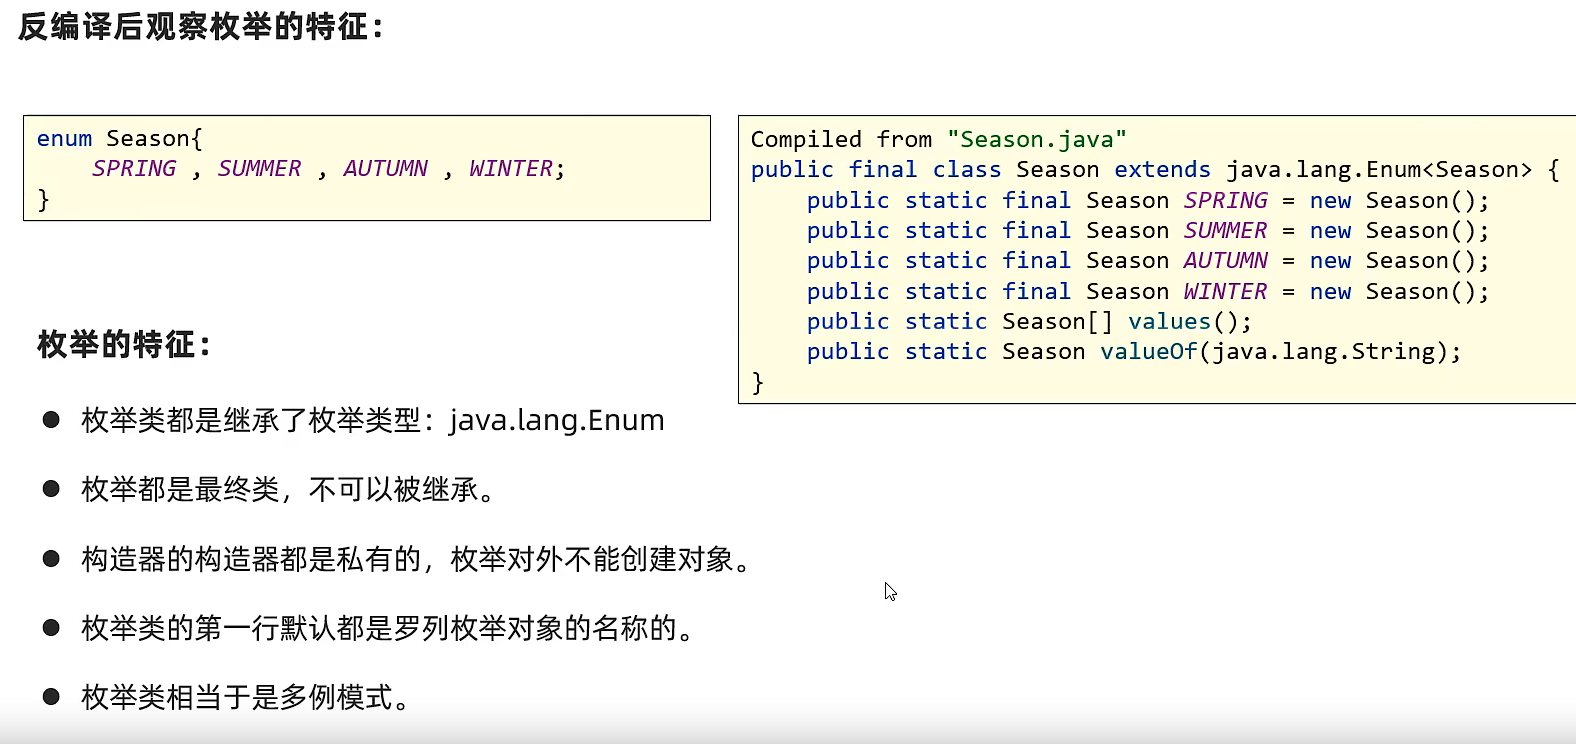 反编译后观察枚举的特征：
enum Season{
    SPRING , SUMMER , AUTUMN , WINTER;
}
Compiled from "Season.java"
public final class Season extends java.lang.Enum<Season> {
    public static final Season SPRING = new Season();
    public static final Season SUMMER = new Season();
    public static final Season AUTUMN = new Season();
    public static final Season WINTER = new Season();
    public static Season[] values();
    public static Season valueOf(java.lang.String);
}
枚举的特征：
● 枚举类都是继承了枚举类型：java.lang.Enum
● 枚举都是最终类，不可以被继承。
● 构造器的构造器都是私有的，枚举对外不能创建对象。
● 枚举类的第一行默认都是罗列枚举对象的名称的。
● 枚举类相当于是多例模式。